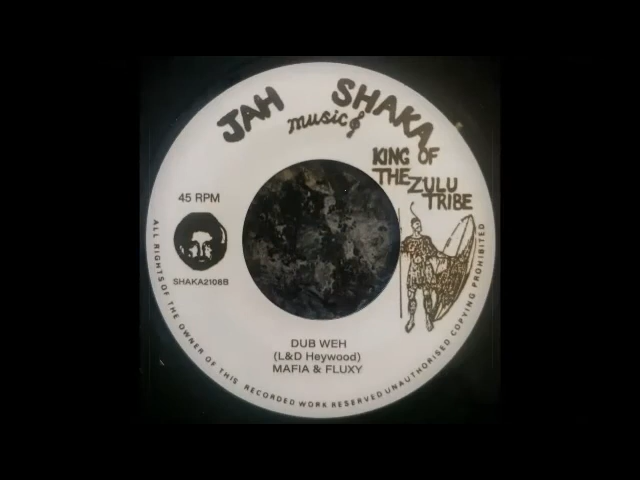 JAH SHAKA
music
KING OF
THE ZULU
TRIBE
45 RPM
SHAKA2108B
DUB WEH
(L&D Heywood)
MAFIA & FLUXY
ALL RIGHTS OF THE OWNER OF THIS RECORDED WORK RESERVED UNAUTHORISED COPYING PROHIBITED